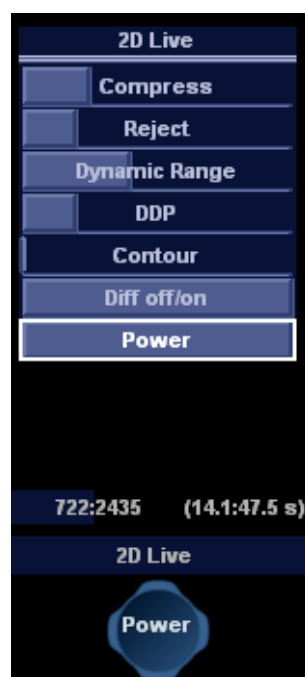 2D Live
Compress
Reject
Dynamic Range
DDP
Contour
Diff off/on
Power
722:2435 (14.1:47.5 s)
2D Live
Power